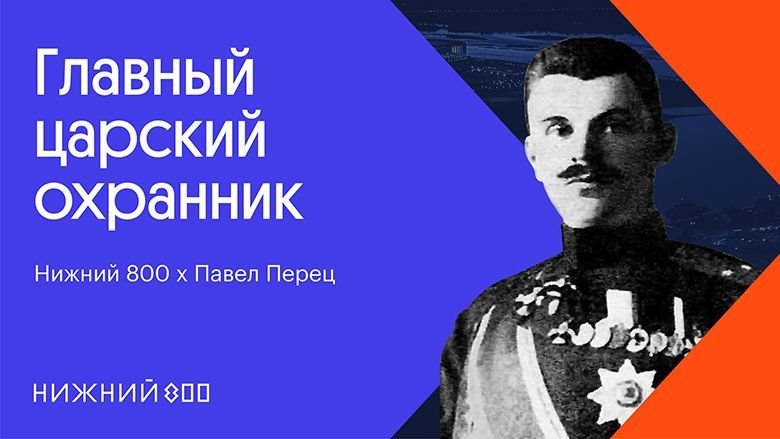 Главный
царский
охранник
Нижний 800 x Павел Перец
НИЖНИЙ 800